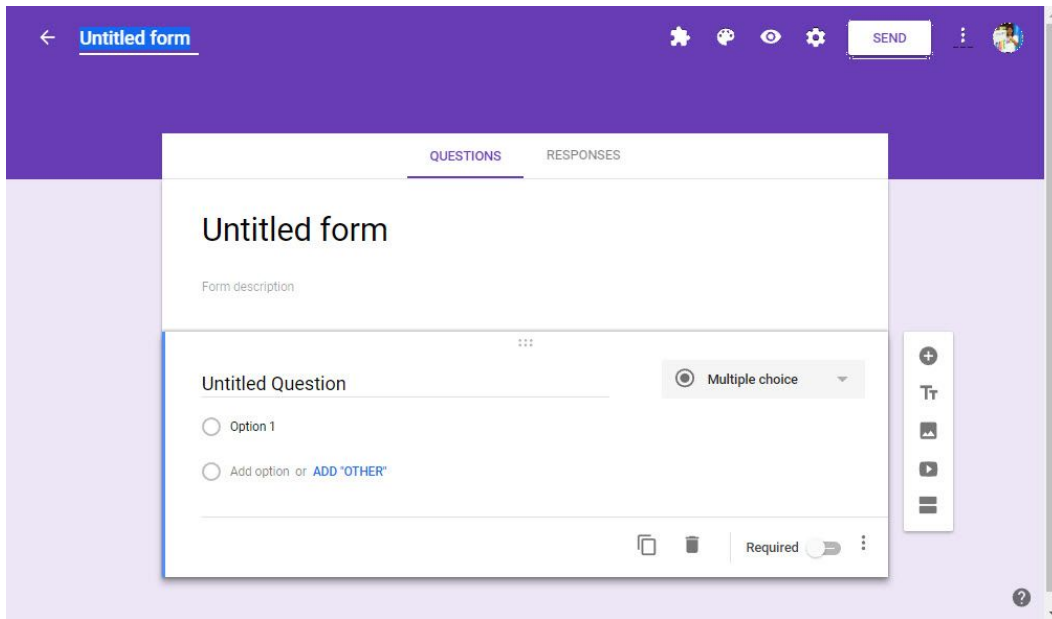 Untitled form
SEND
QUESTIONS RESPONSES
Untitled form
Form description
Untitled Question
Multiple choice
Option 1
Add option or ADD "OTHER"
Required